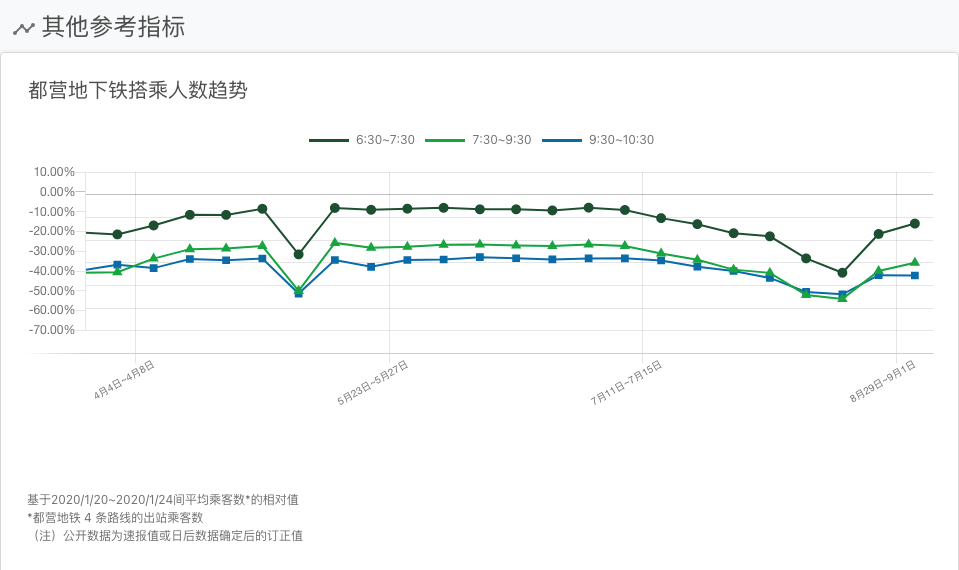 其他参考指标
都营地下铁搭乘人数趋势
6:30~7:30 7:30~9:30 9:30~10:30
10.00%
0.00%
-10.00%
-20.00%
-30.00%
-40.00%
-50.00%
-60.00%
-70.00%
4月4日~4月8日 5月23日~5月27日 7月11日~7月15日 8月29日~9月1日
基于2020/1/20~2020/1/24间平均乘客数*的相对值
*都营地铁 4 条路线的出站乘客数
（注）公开数据为速报值或日后数据确定后的订正值